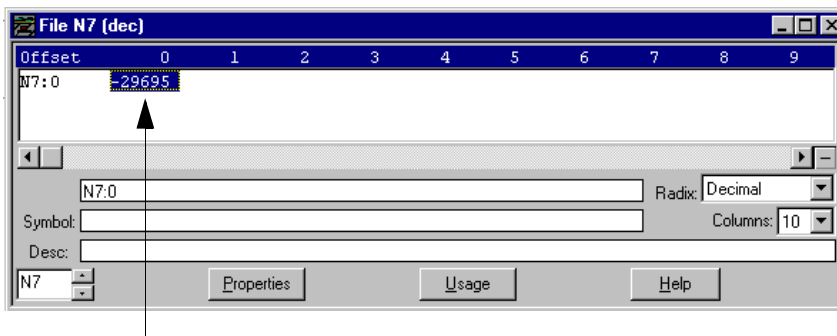 File N7 (dec)
Offset 0 1 2 3 4 5 6 7 8 9
N7:0 -29695
N7:0 Radix: Decimal
Symbol: Columns: 10
Desc:
N7 Properties Usage Help